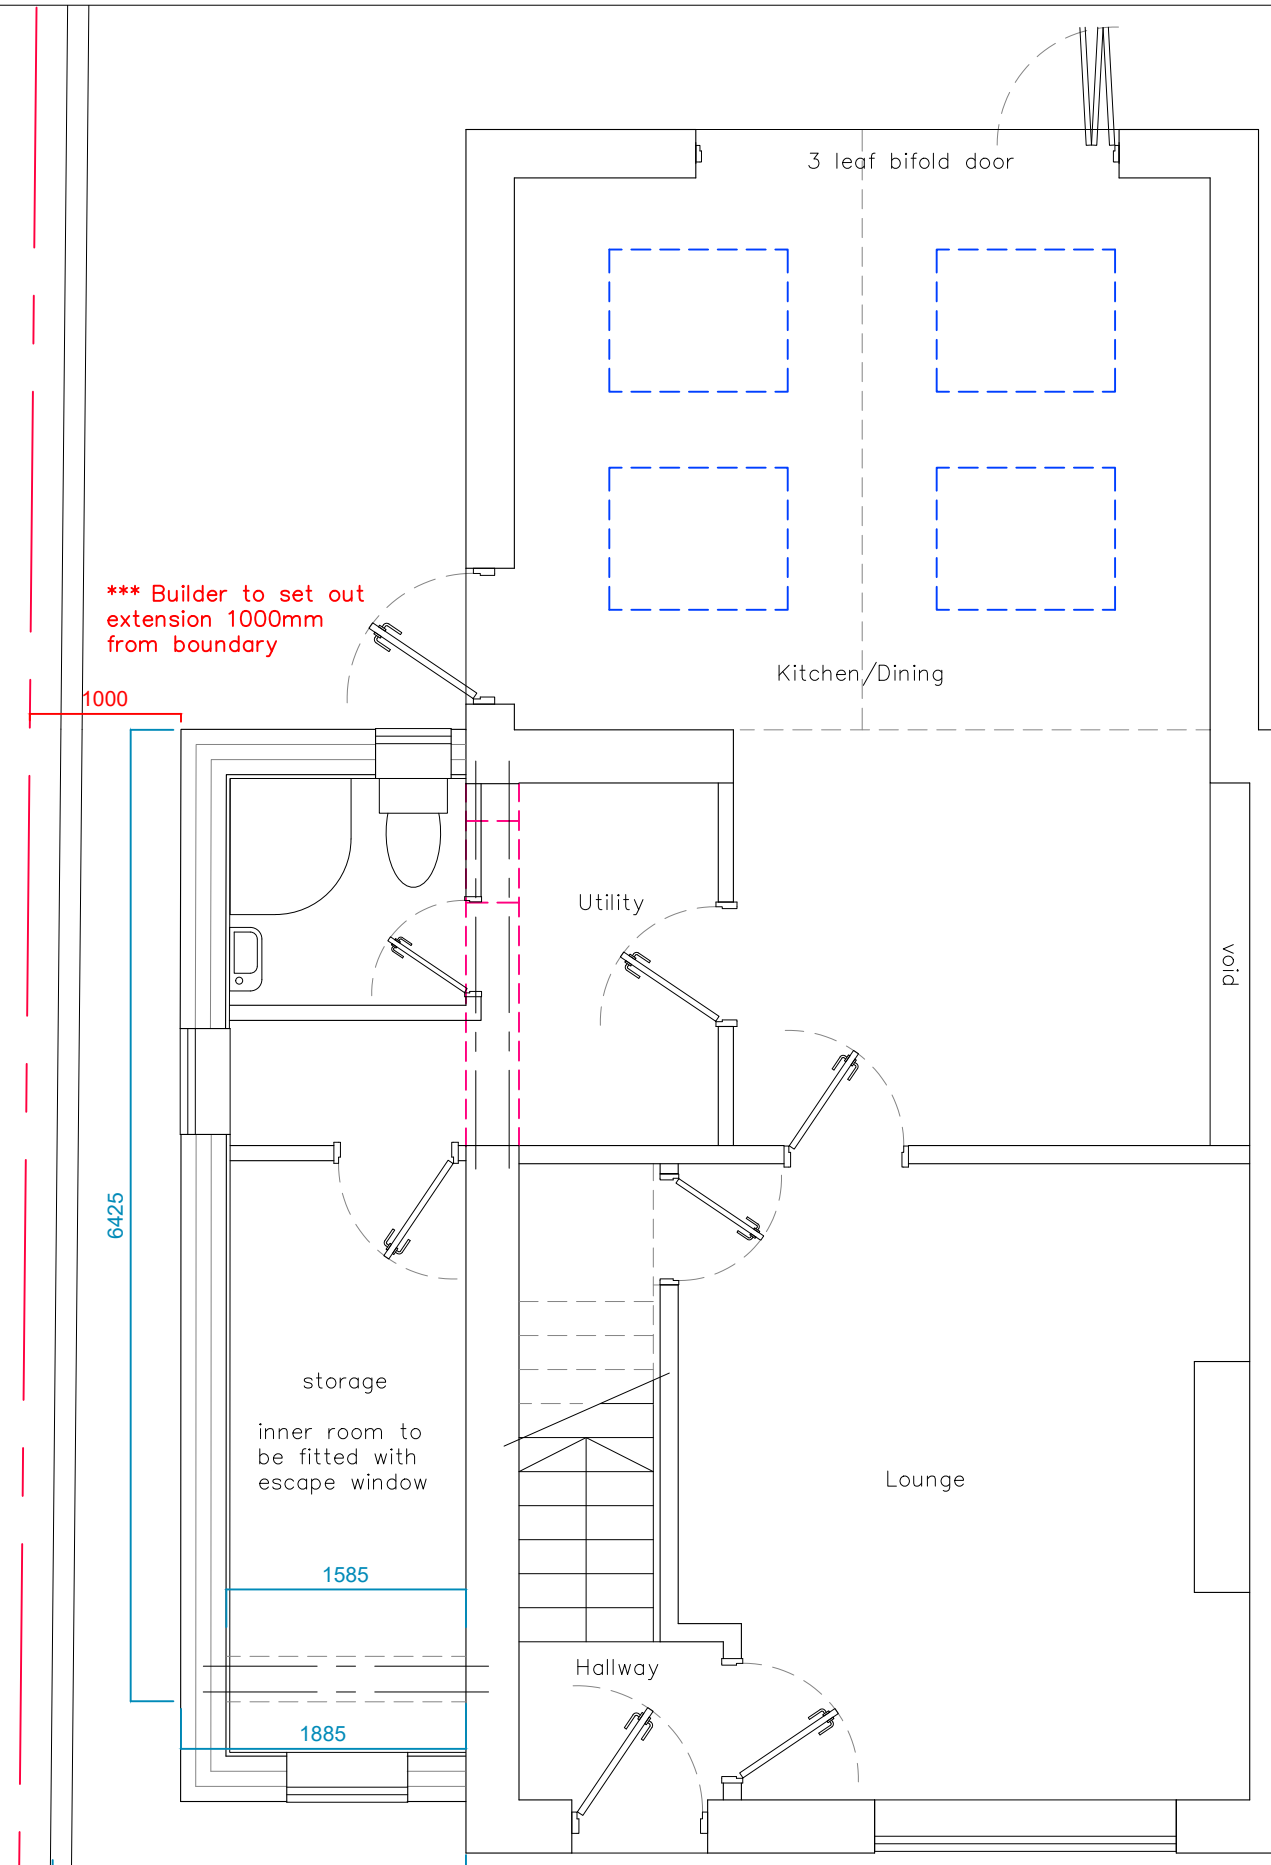 3 leaf bifold door
*** Builder to set out
extension 1000mm
from boundary
Kitchen/Dining
1000
Utility
void
6425
storage
inner room to
be fitted with
escape window
Lounge
1585
Hallway
1885